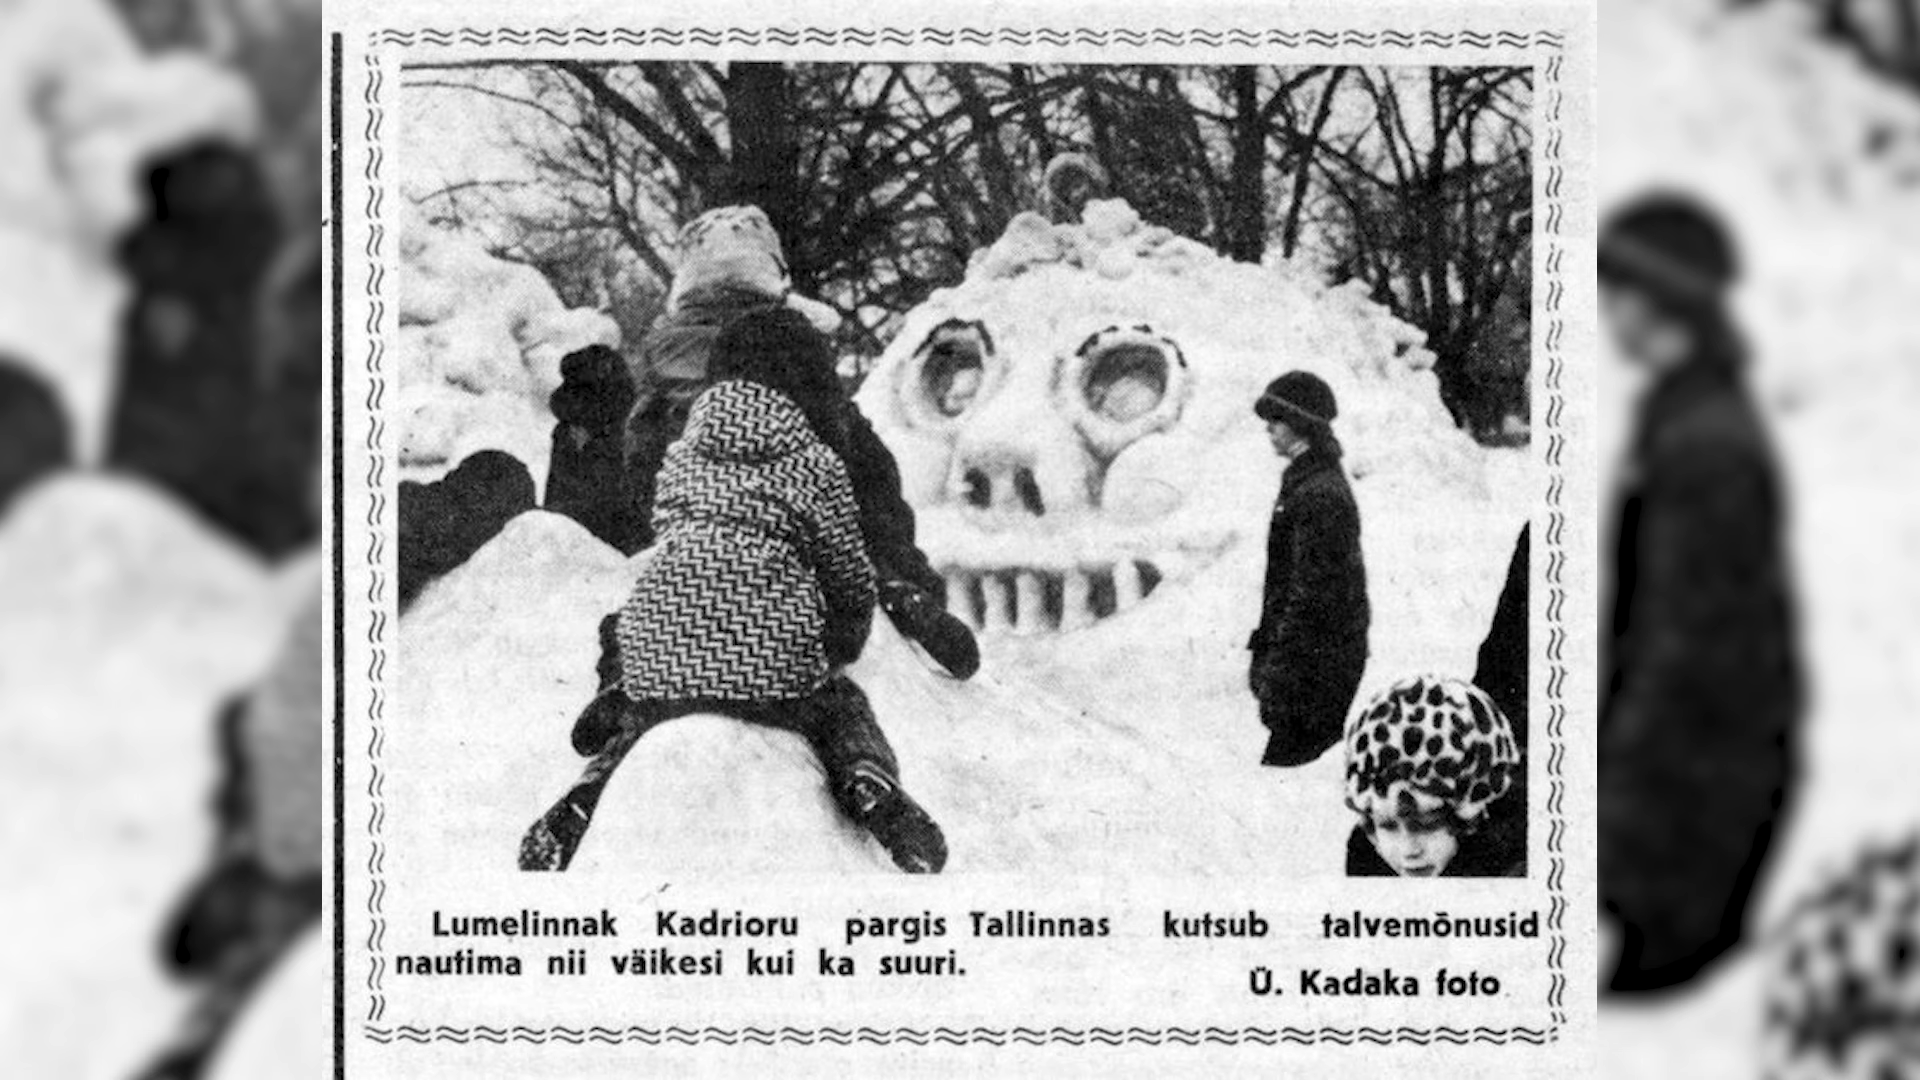 Lumelinnak Kadrioru pargis Tallinnas kutsub talvemõnusid
nautima nii väikesi kui ka suuri.
Ü. Kadaka foto